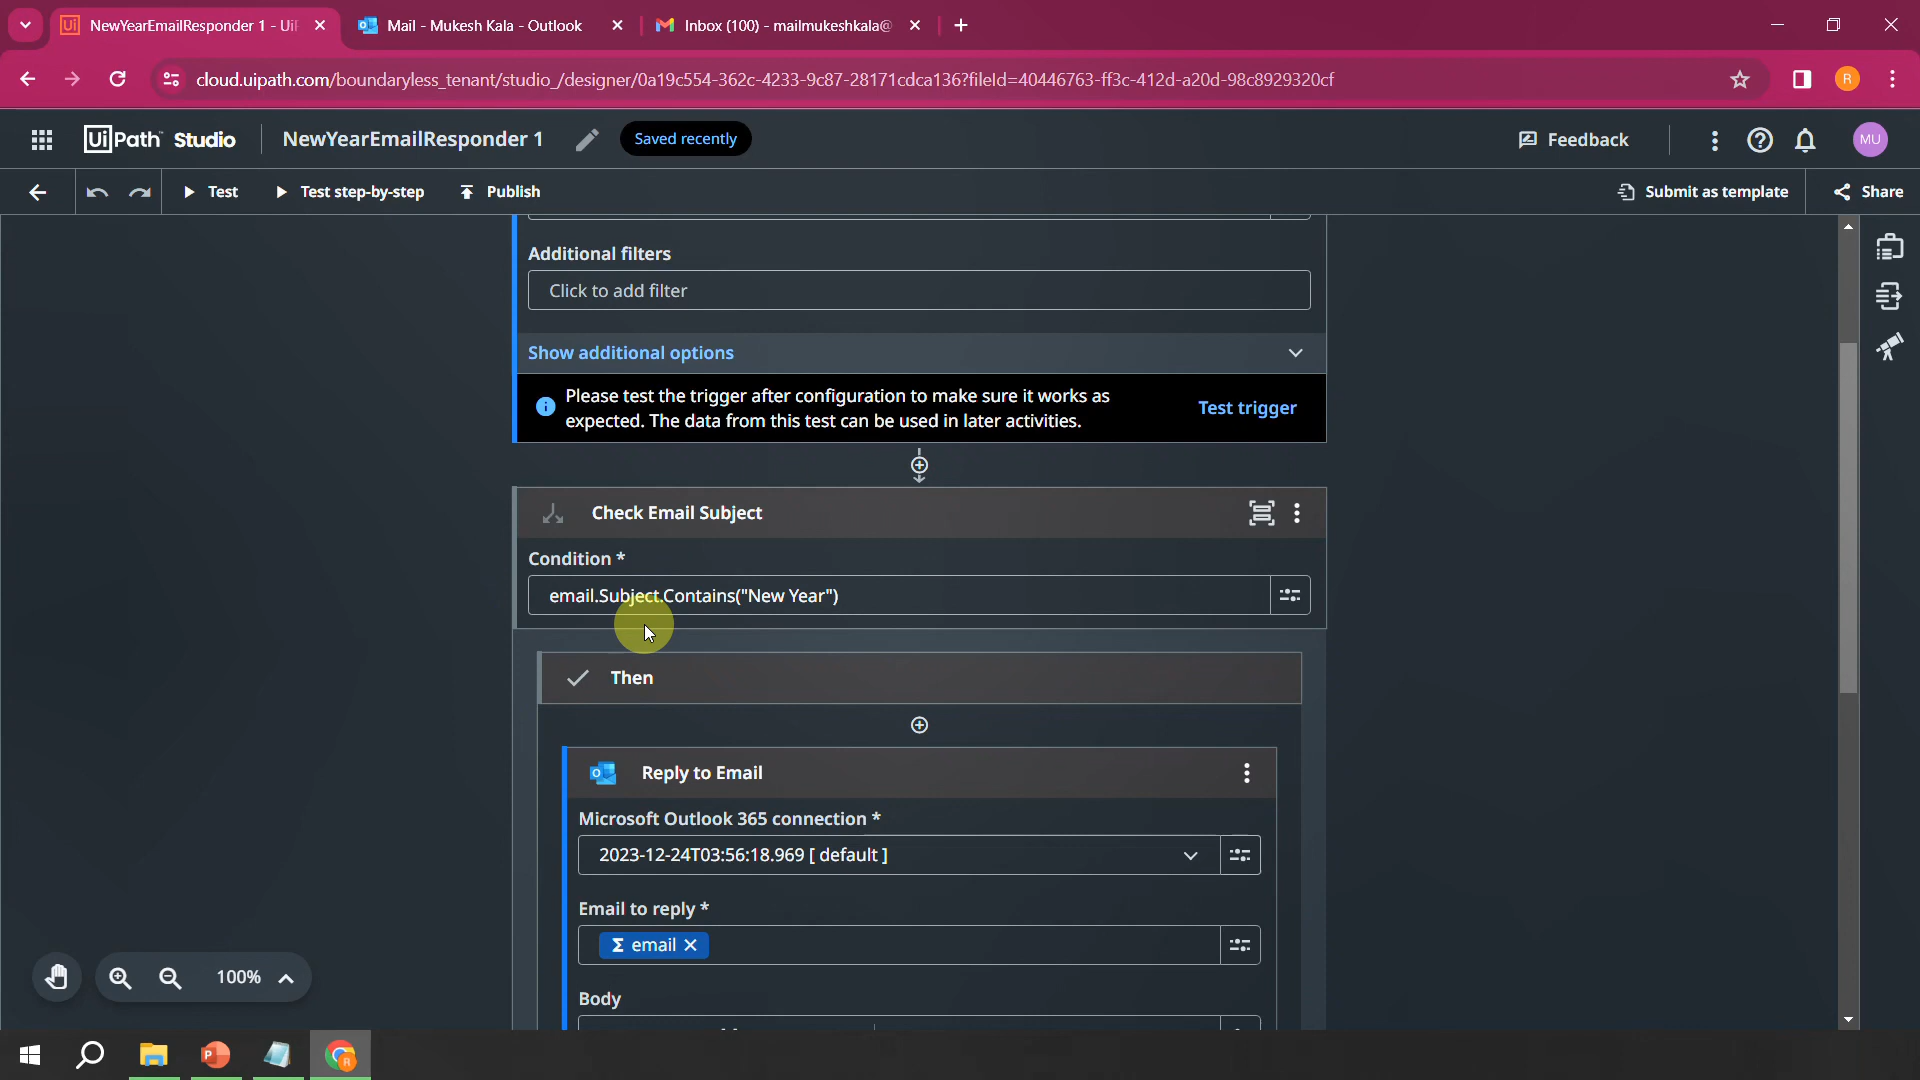 NewYearEmailResponder 1 - Ui
Mail - Mukesh Kala - Outlook
Inbox (100) - mailmukeshkala@
cloud.uipath.com/boundaryless_tenant/studio_/designer/0a19c554-362c-4233-9c87-28171cdca136?fileId=40446763-ff3c-412d-a20d-98c8929320cf
R
UiPath Studio
NewYearEmailResponder 1
Saved recently
Feedback
MU
Test
Test step-by-step
Publish
Submit as template
Share
Additional filters
Click to add filter
Show additional options
Please test the trigger after configuration to make sure it works as
expected. The data from this test can be used in later activities.
Test trigger
Check Email Subject
Condition *
email.Subject.Contains("New Year")
Then
Reply to Email
Microsoft Outlook 365 connection *
2023-12-24T03:56:18.969 [ default ]
Email to reply *
Σ email
Body
100%